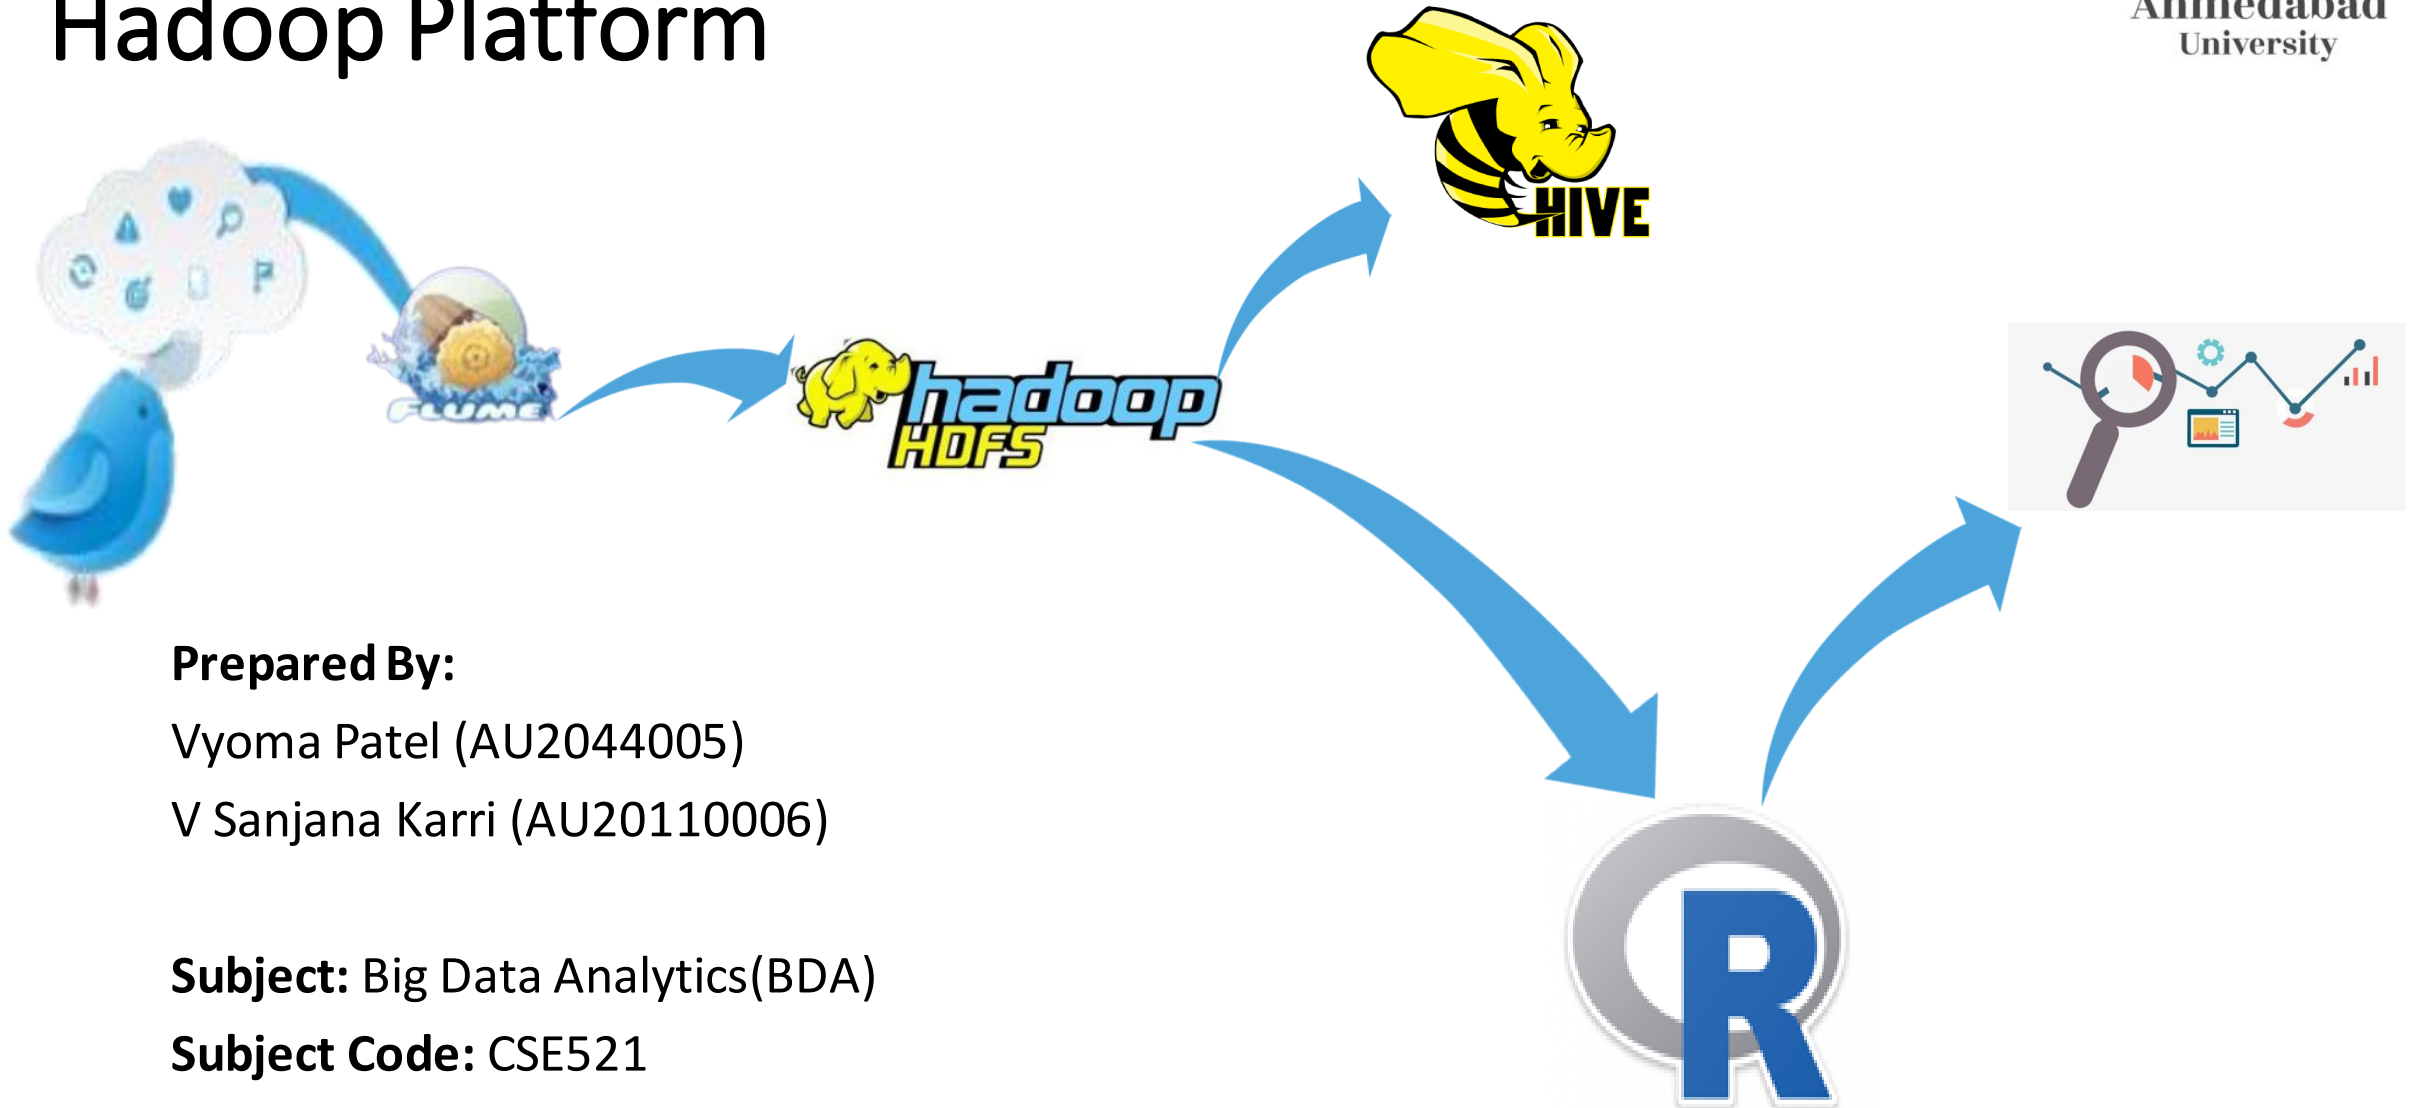 Hadoop Platform
Ahmedabad
University
HIVE
FLUME
hadoop
HDFS
Prepared By:
Vyoma Patel (AU2044005)
V Sanjana Karri (AU20110006)
R
Subject: Big Data Analytics(BDA)
Subject Code: CSE521